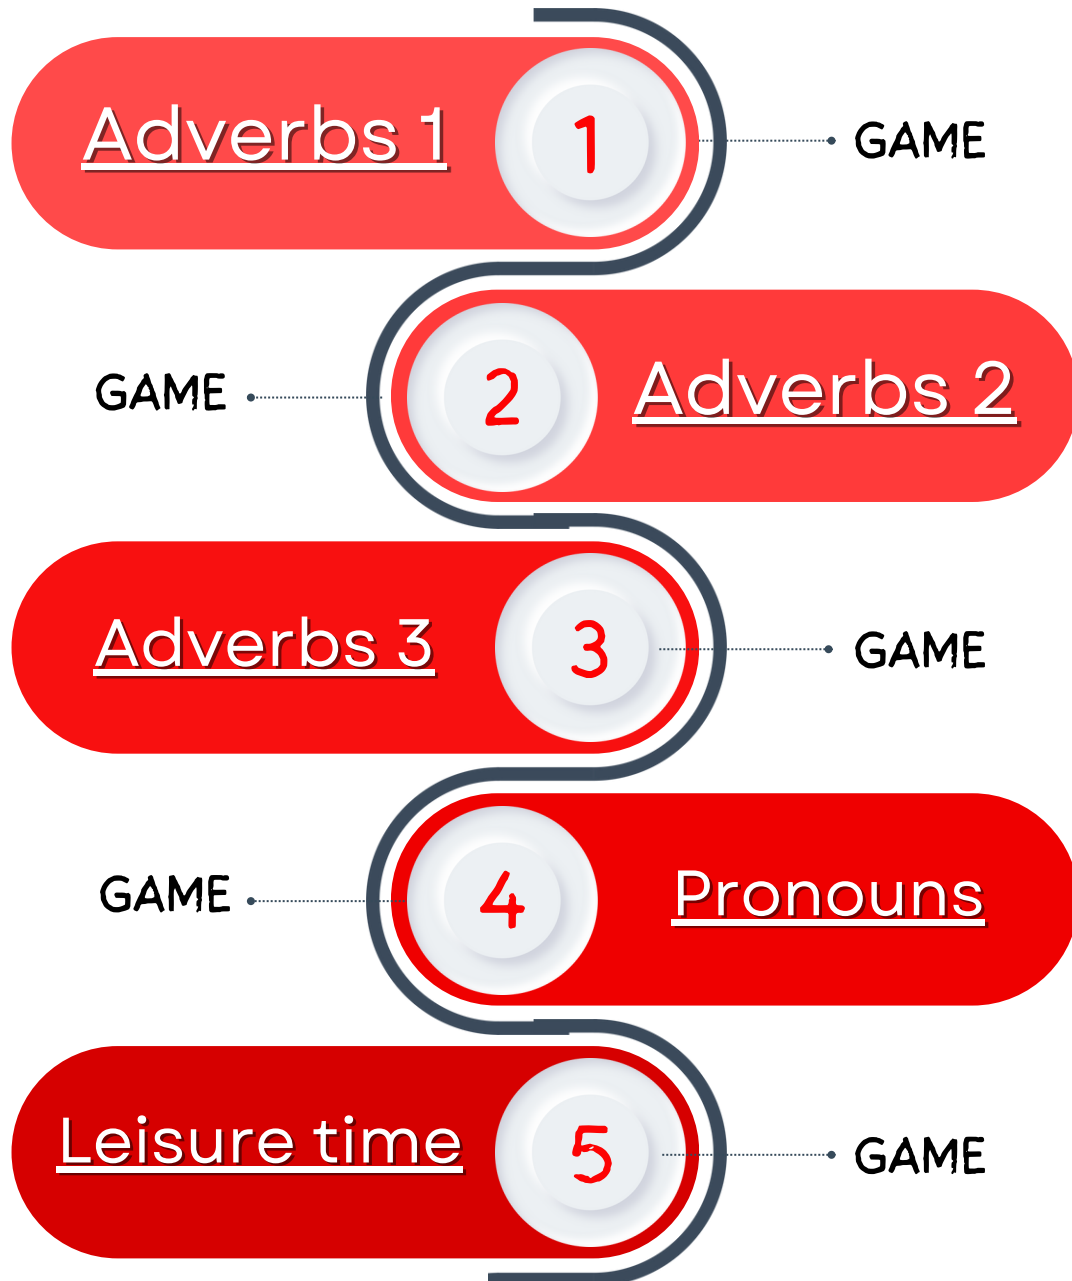 Adverbs 1
1
GAME
GAME
2
Adverbs 2
Adverbs 3
3
GAME
GAME
4
Pronouns
Leisure time
5
GAME